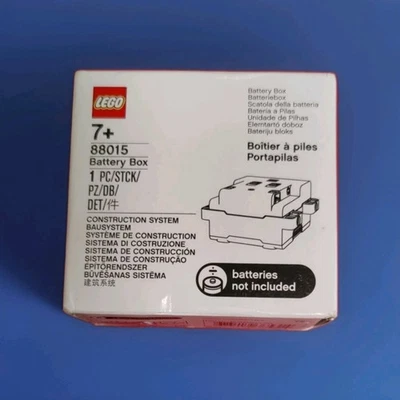 LEGO
7+
88015
Battery Box
1 PC/STCK/
PZ/DB/
DET/件
CONSTRUCTION SYSTEM
BAUSYSTEM
SYSTÈME DE CONSTRUCTION
SISTEMA DI COSTRUZIONE
SISTEMA DE CONSTRUCCIÓN
SISTEMA DE CONSTRUÇÃO
ÉPÍTŐRENDSZER
BŪVĒŠANAS SISTĒMA
建筑系统
Battery Box
Batteriebox
Scatola della batteria
Batería a Pilas
Unidade de Pilhas
Elemtartó doboz
Bateriju bloks
Boîtier à piles
Portapilas
batteries
not included